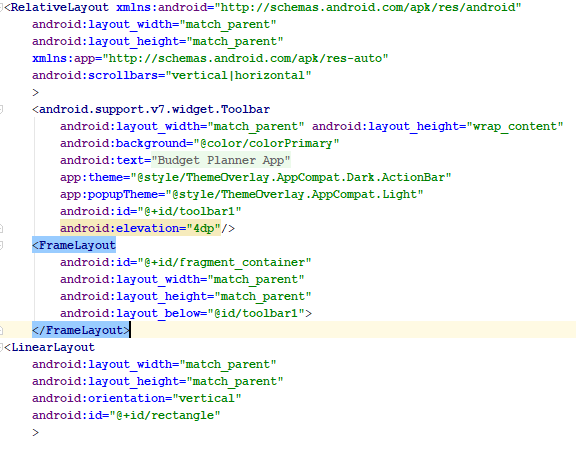 <RelativeLayout xmlns:android="http://schemas.android.com/apk/res/android"
    android:layout_width="match_parent"
    android:layout_height="match_parent"
    xmlns:app="http://schemas.android.com/apk/res-auto"
    android:scrollbars="vertical|horizontal"
    >
    <android.support.v7.widget.Toolbar
        android:layout_width="match_parent" android:layout_height="wrap_content"
        android:background="@color/colorPrimary"
        android:text="Budget Planner App"
        app:theme="@style/ThemeOverlay.AppCompat.Dark.ActionBar"
        app:popupTheme="@style/ThemeOverlay.AppCompat.Light"
        android:id="@+id/toolbar1"
        android:elevation="4dp"/>
    <FrameLayout
        android:id="@+id/fragment_container"
        android:layout_width="match_parent"
        android:layout_height="match_parent"
        android:layout_below="@id/toolbar1">
    </FrameLayout>
<LinearLayout
    android:layout_width="match_parent"
    android:layout_height="match_parent"
    android:orientation="vertical"
    android:id="@+id/rectangle"
    >